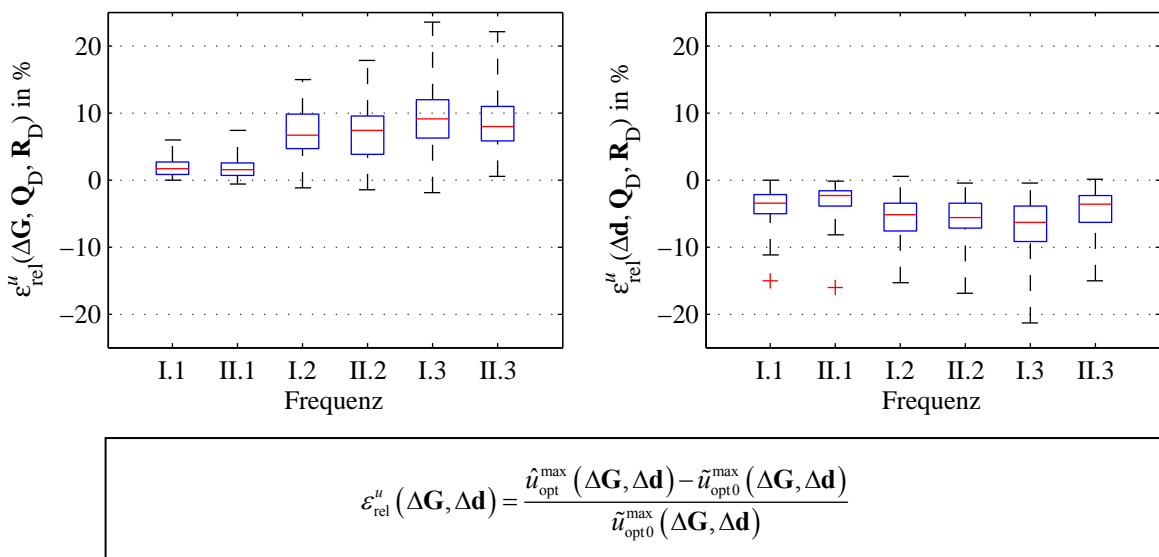 ε^u_rel(ΔG, Q_D, R_D) in %
20
10
0
−10
−20
I.1 II.1 I.2 II.2 I.3 II.3
Frequenz
ε^u_rel(Δd, Q_D, R_D) in %
20
10
0
−10
−20
I.1 II.1 I.2 II.2 I.3 II.3
Frequenz
ε^u_rel (ΔG, Δd) = (û^max_opt (ΔG, Δd) − ũ^max_opt0 (ΔG, Δd)) / (ũ^max_opt0 (ΔG, Δd))